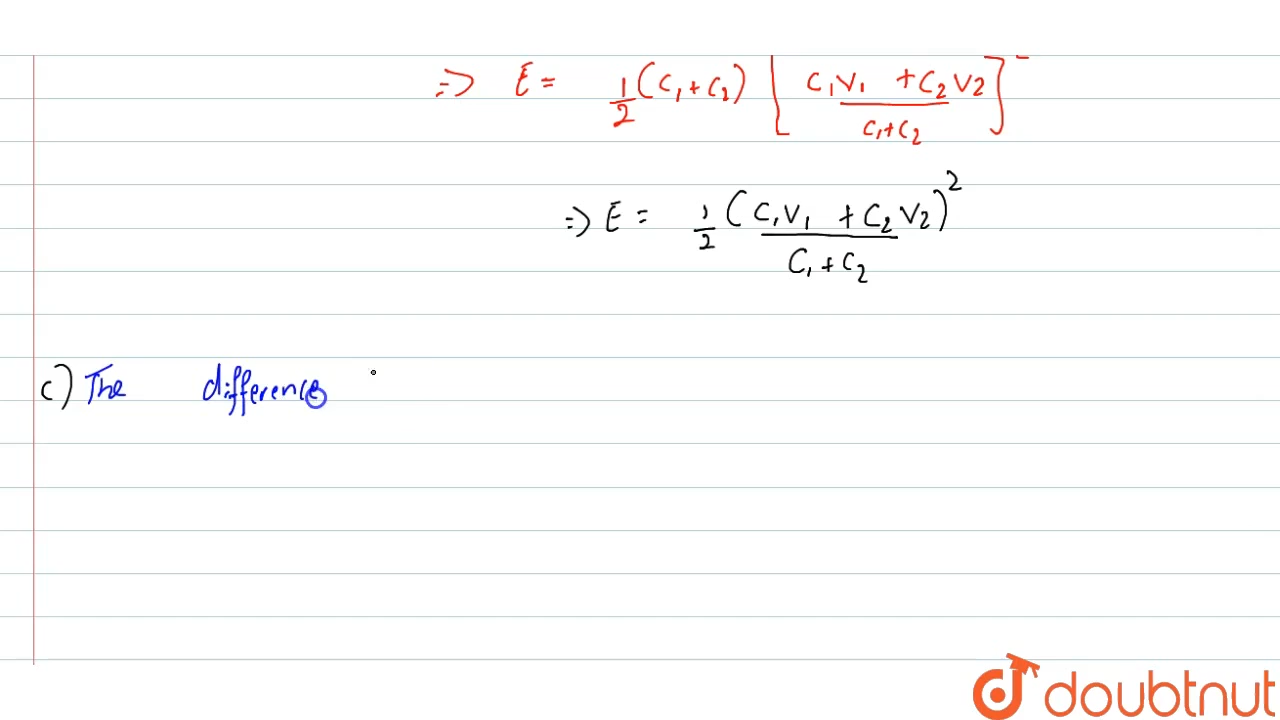 => E = 1/2 (C₁+C₂) [ C₁V₁ + C₂V₂ / C₁+C₂ ]²
=> E = 1/2 (C₁V₁ + C₂V₂)² / C₁+C₂
c) The difference
doubtnut